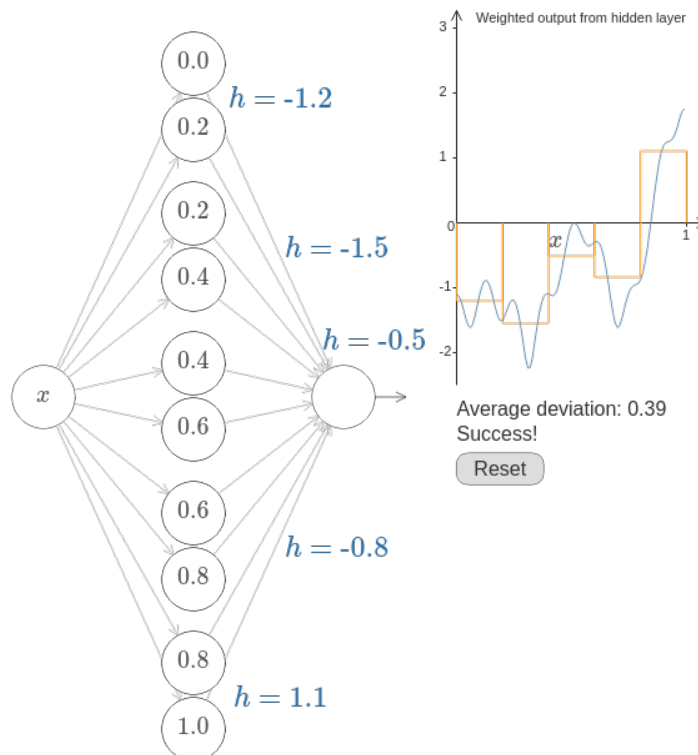 0.0
h = -1.2
0.2
0.2
h = -1.5
0.4
h = -0.5
0.4
x
0.6
0.6
h = -0.8
0.8
0.8
h = 1.1
1.0
Weighted output from hidden layer
3
2
1
0
x
1
-1
-2
Average deviation: 0.39
Success!
Reset